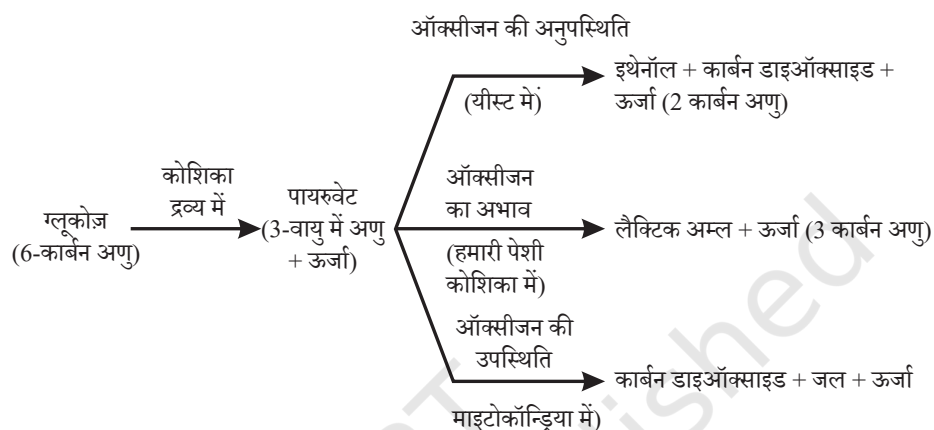 ऑक्सीजन की अनुपस्थिति
इथेनॉल + कार्बन डाइऑक्साइड +
ऊर्जा (2 कार्बन अणु)
(यीस्ट में)
कोशिका
द्रव्य में
ग्लूकोज़
(6-कार्बन अणु)
पायरुवेट
(3-वायु में अणु
+ ऊर्जा)
ऑक्सीजन
का अभाव
(हमारी पेशी
कोशिका में)
लैक्टिक अम्ल + ऊर्जा (3 कार्बन अणु)
ऑक्सीजन की
उपस्थिति
माइटोकॉन्ड्रिया में)
कार्बन डाइऑक्साइड + जल + ऊर्जा